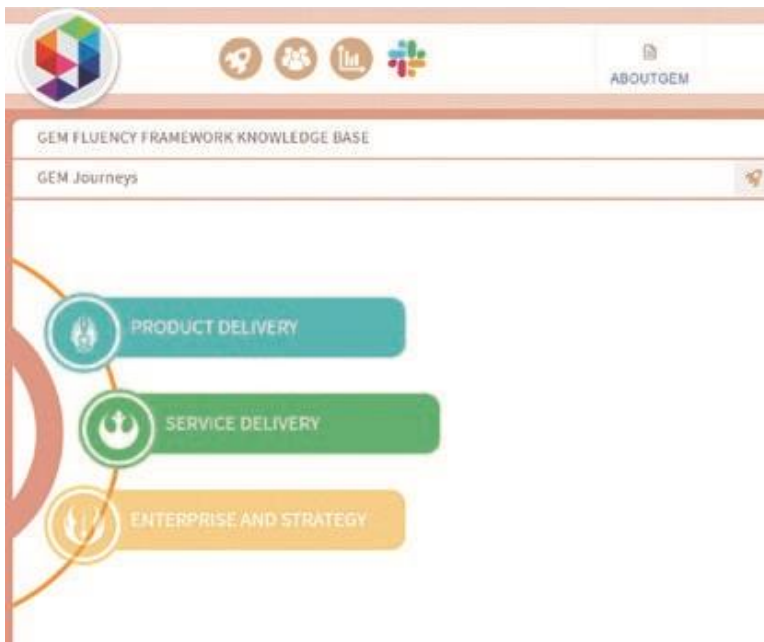 ABOUTGEM
GEM FLUENCY FRAMEWORK KNOWLEDGE BASE
GEM Journeys
PRODUCT DELIVERY
SERVICE DELIVERY
ENTERPRISE AND STRATEGY